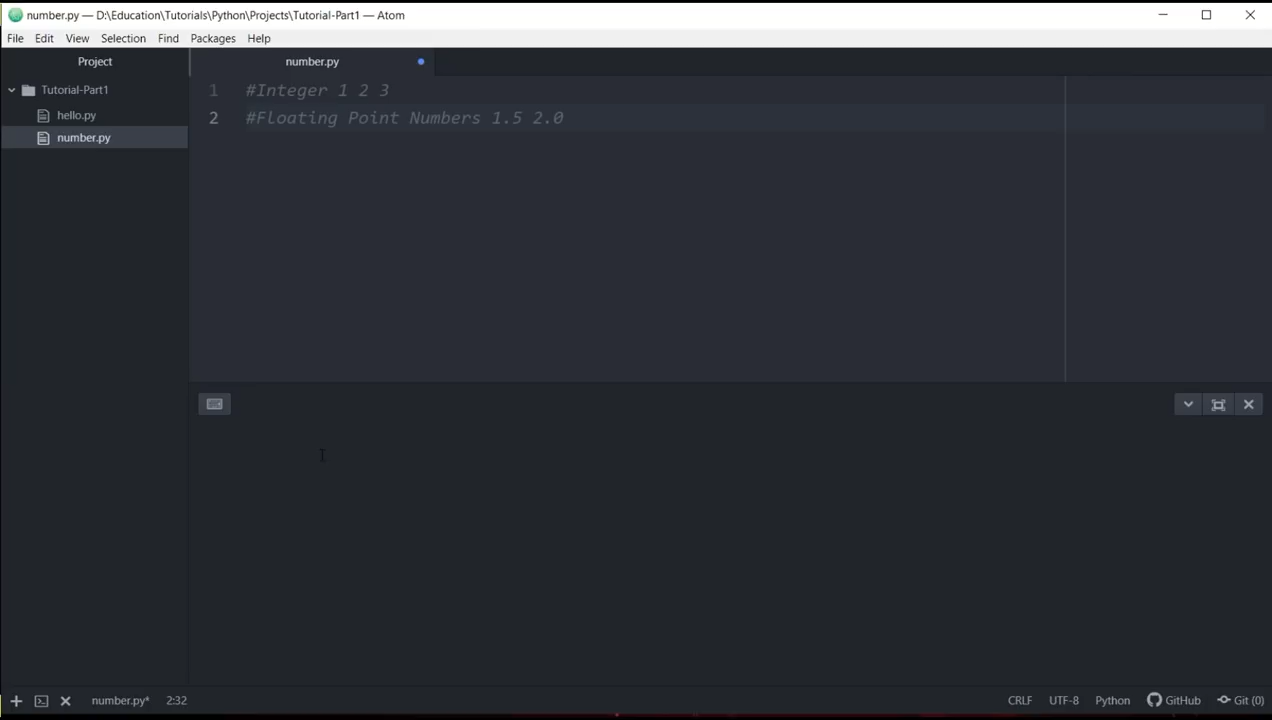 number.py — D:\Education\Tutorials\Python\Projects\Tutorial-Part1 — Atom
File Edit View Selection Find Packages Help
Project
number.py
Tutorial-Part1
hello.py
number.py
1 #Integer 1 2 3
2 #Floating Point Numbers 1.5 2.0
number.py* 2:32 CRLF UTF-8 Python GitHub Git (0)